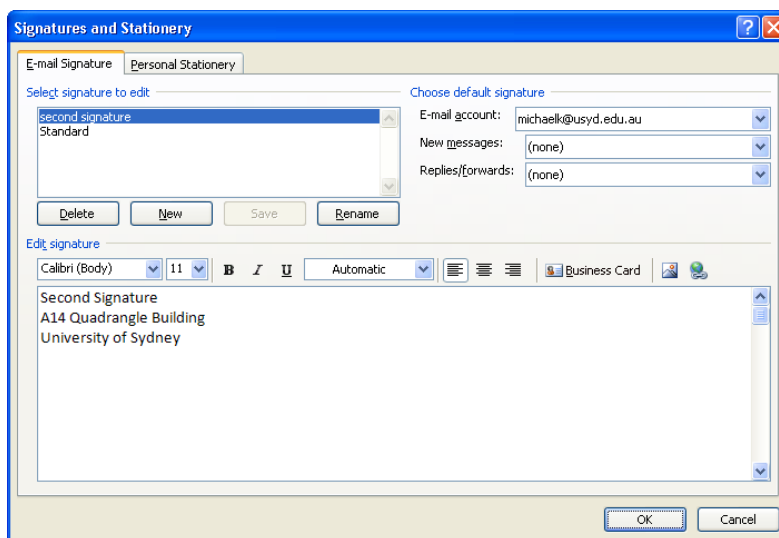 Signatures and Stationery
E-mail Signature Personal Stationery
Select signature to edit
second signature
Standard
Delete New Save Rename
Choose default signature
E-mail account: michaelk@usyd.edu.au
New messages: (none)
Replies/forwards: (none)
Edit signature
Calibri (Body) 11 B I U Automatic Business Card
Second Signature
A14 Quadrangle Building
University of Sydney
OK Cancel